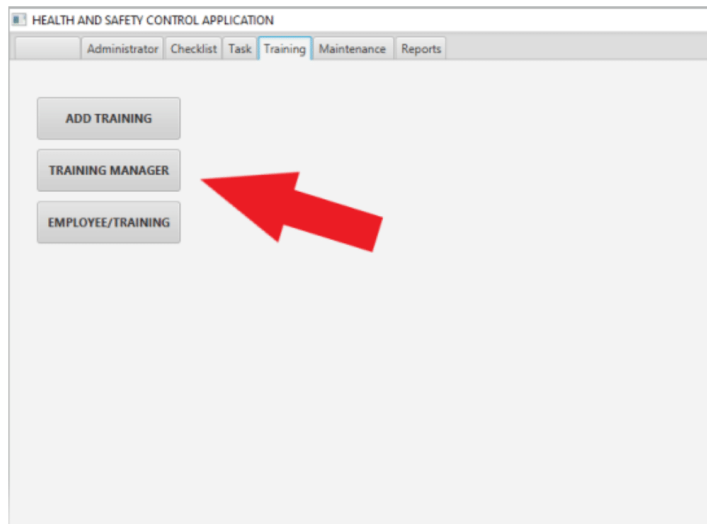 HEALTH AND SAFETY CONTROL APPLICATION
Administrator Checklist Task Training Maintenance Reports
ADD TRAINING
TRAINING MANAGER
EMPLOYEE/TRAINING